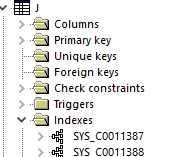 J
Columns
Primary key
Unique keys
Foreign keys
Check constraints
Triggers
Indexes
SYS_C0011387
SYS_C0011388